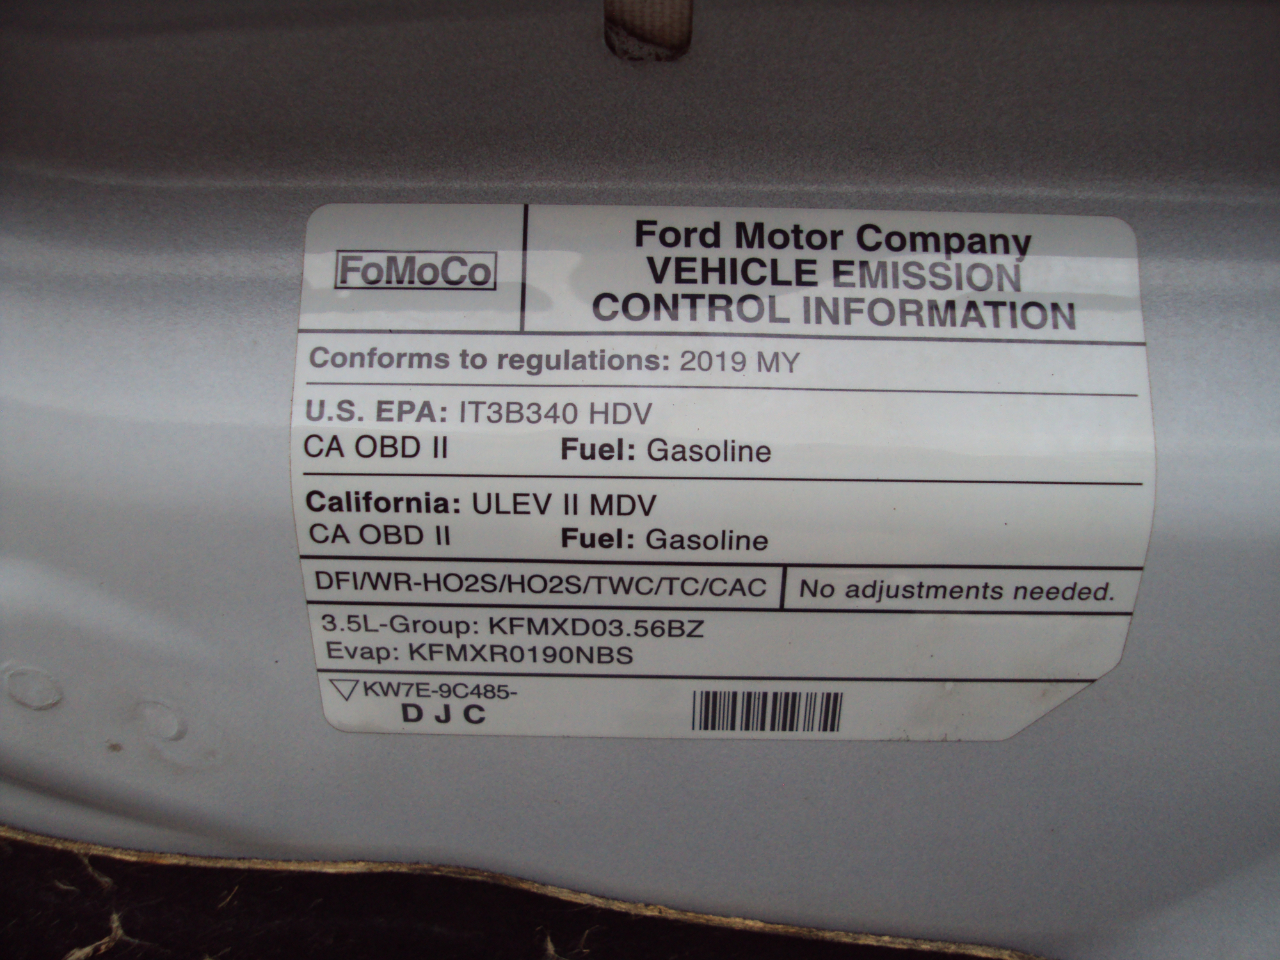 FoMoCo
Ford Motor Company
VEHICLE EMISSION
CONTROL INFORMATION
Conforms to regulations: 2019 MY
U.S. EPA: IT3B340 HDV
CA OBD II Fuel: Gasoline
California: ULEV II MDV
CA OBD II Fuel: Gasoline
DFI/WR-HO2S/HO2S/TWC/TC/CAC
No adjustments needed.
3.5L-Group: KFMXD03.56BZ
Evap: KFMXR0190NBS
KW7E-9C485-
D J C